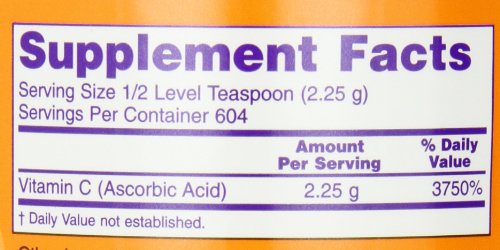 Supplement Facts
Serving Size 1/2 Level Teaspoon (2.25 g)
Servings Per Container 604
Amount Per Serving % Daily Value
Vitamin C (Ascorbic Acid) 2.25 g 3750%
† Daily Value not established.